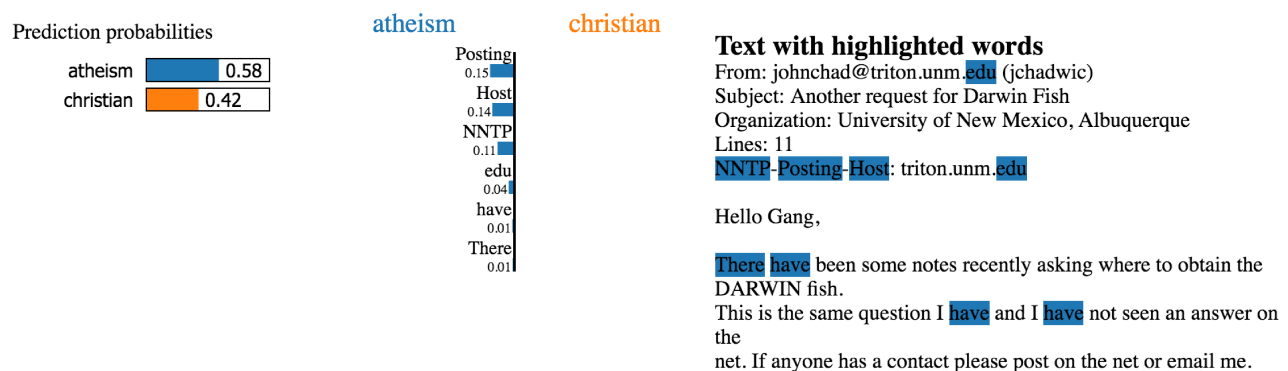 Prediction probabilities
atheism 0.58
christian 0.42
atheism christian
Posting
0.15
Host
0.14
NNTP
0.11
edu
0.04
have
0.01
There
0.01
Text with highlighted words
From: johnchad@triton.unm.edu (jchadwic)
Subject: Another request for Darwin Fish
Organization: University of New Mexico, Albuquerque
Lines: 11
NNTP-Posting-Host: triton.unm.edu
Hello Gang,
There have been some notes recently asking where to obtain the
DARWIN fish.
This is the same question I have and I have not seen an answer on
the
net. If anyone has a contact please post on the net or email me.